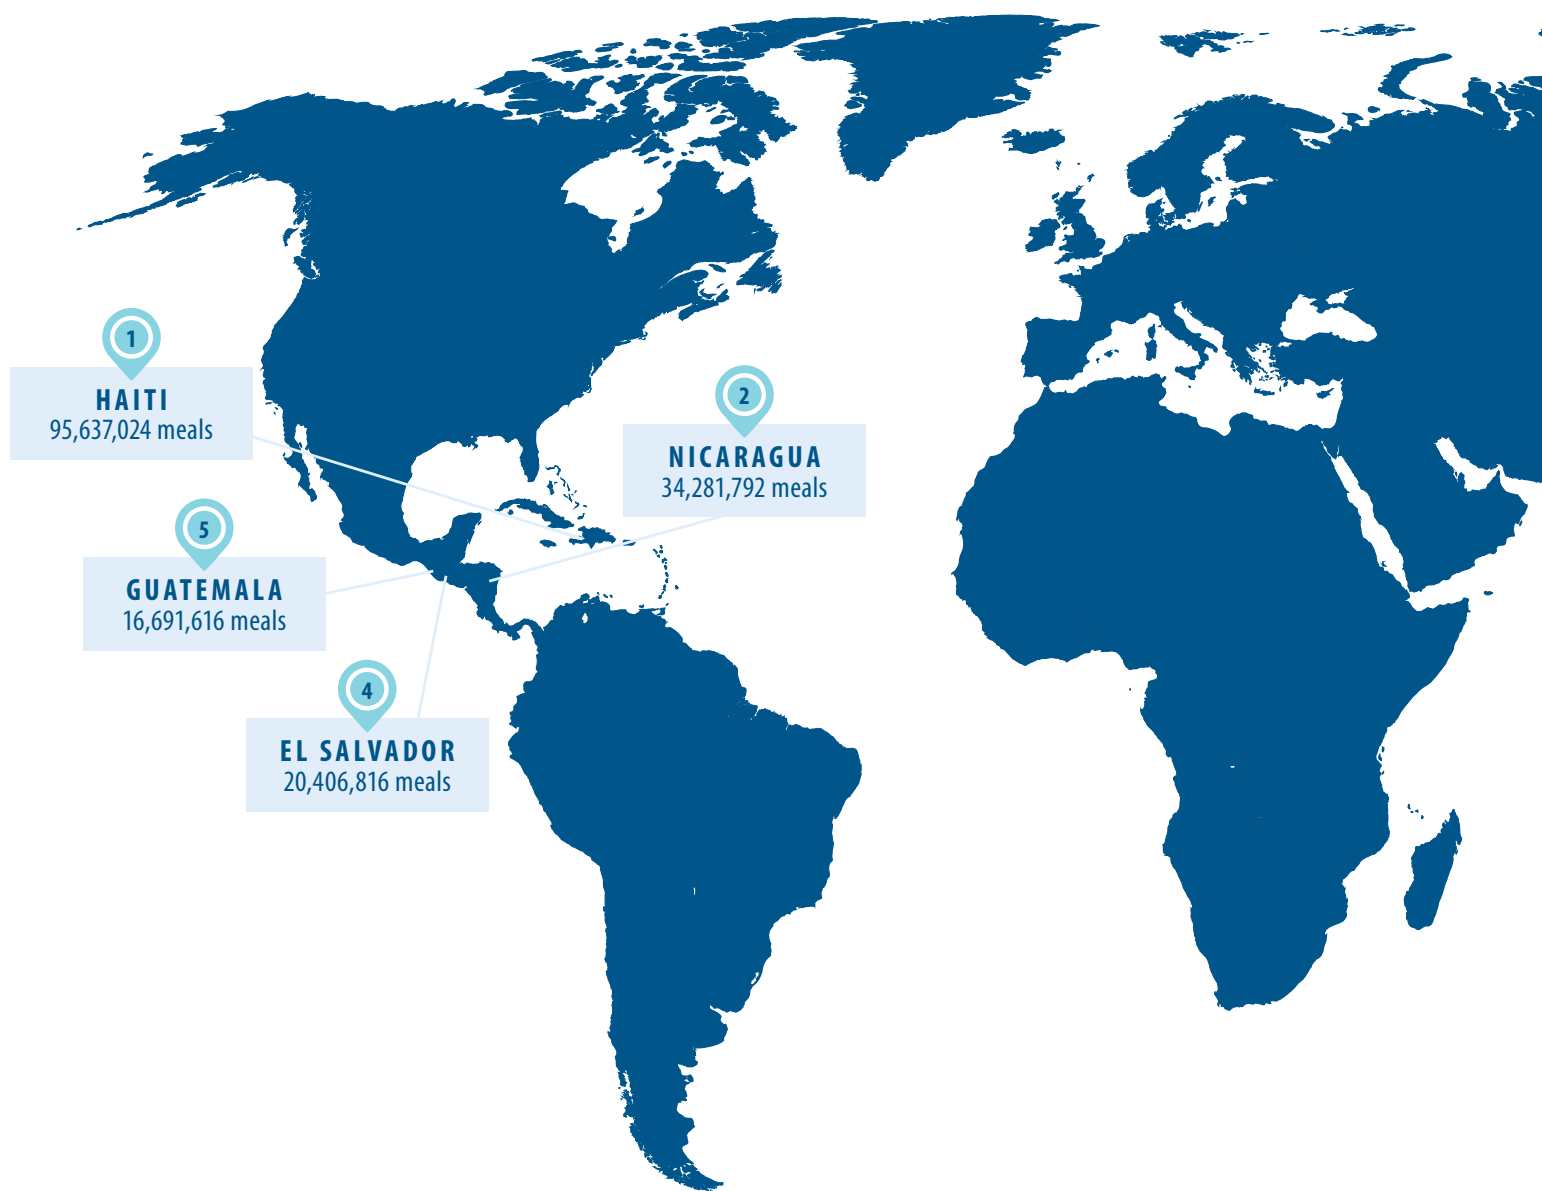 1
HAITI
95,637,024 meals
2
NICARAGUA
34,281,792 meals
5
GUATEMALA
16,691,616 meals
4
EL SALVADOR
20,406,816 meals